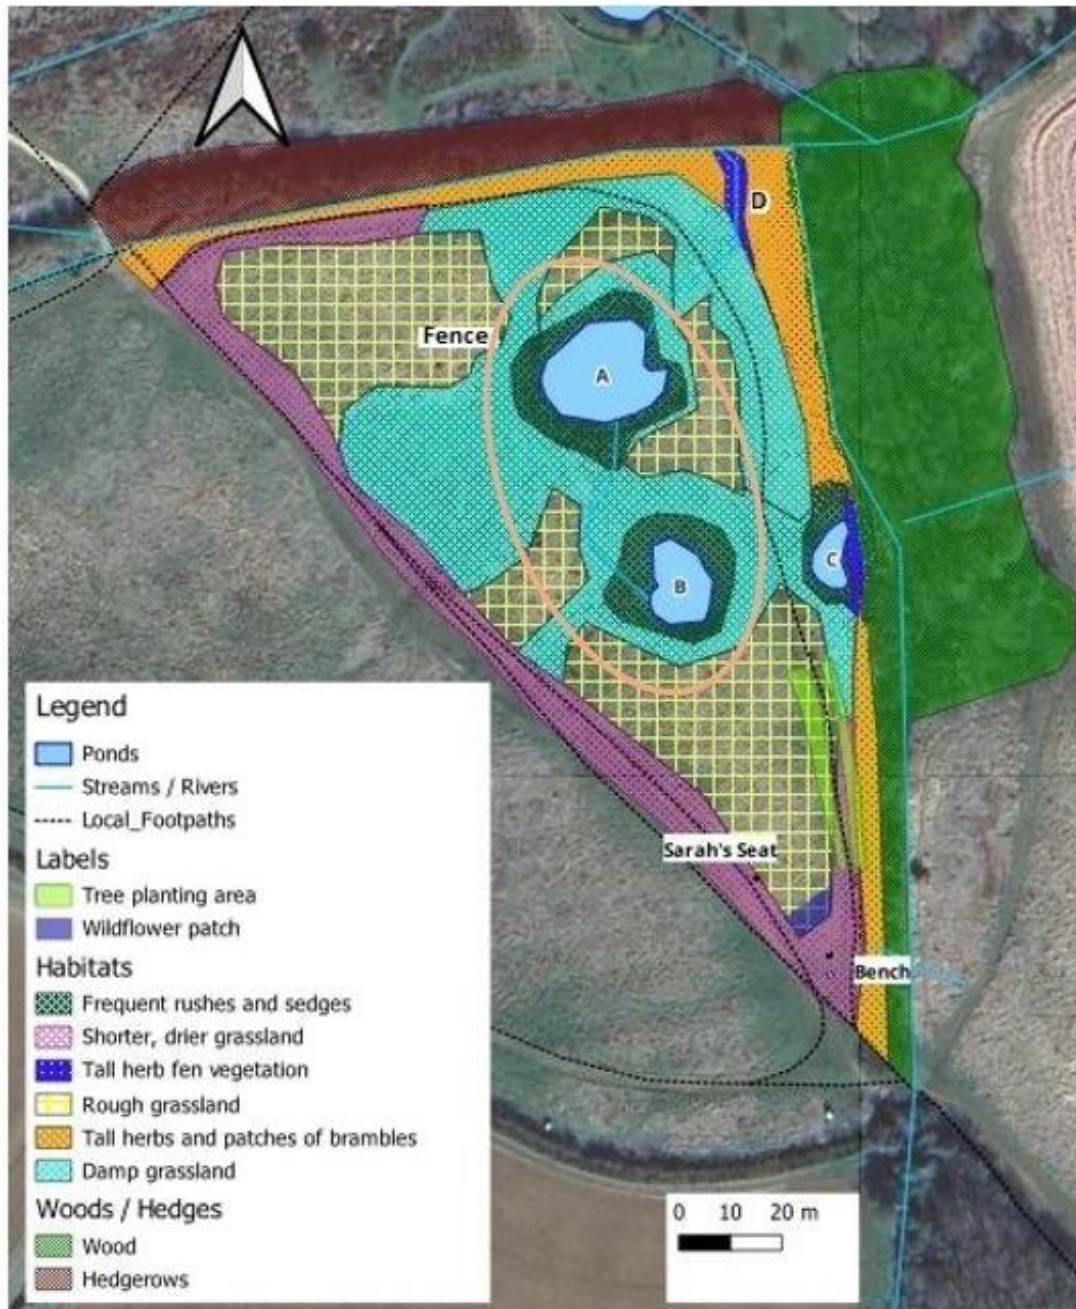 D
Fence
A
C
B
Legend
Ponds
Streams / Rivers
Local_Footpaths
Labels
Tree planting area
Wildflower patch
Habitats
Frequent rushes and sedges
Shorter, drier grassland
Tall herb fen vegetation
Rough grassland
Tall herbs and patches of brambles
Damp grassland
Woods / Hedges
Wood
Hedgerows
Sarah's Seat
Bench
0 10 20 m